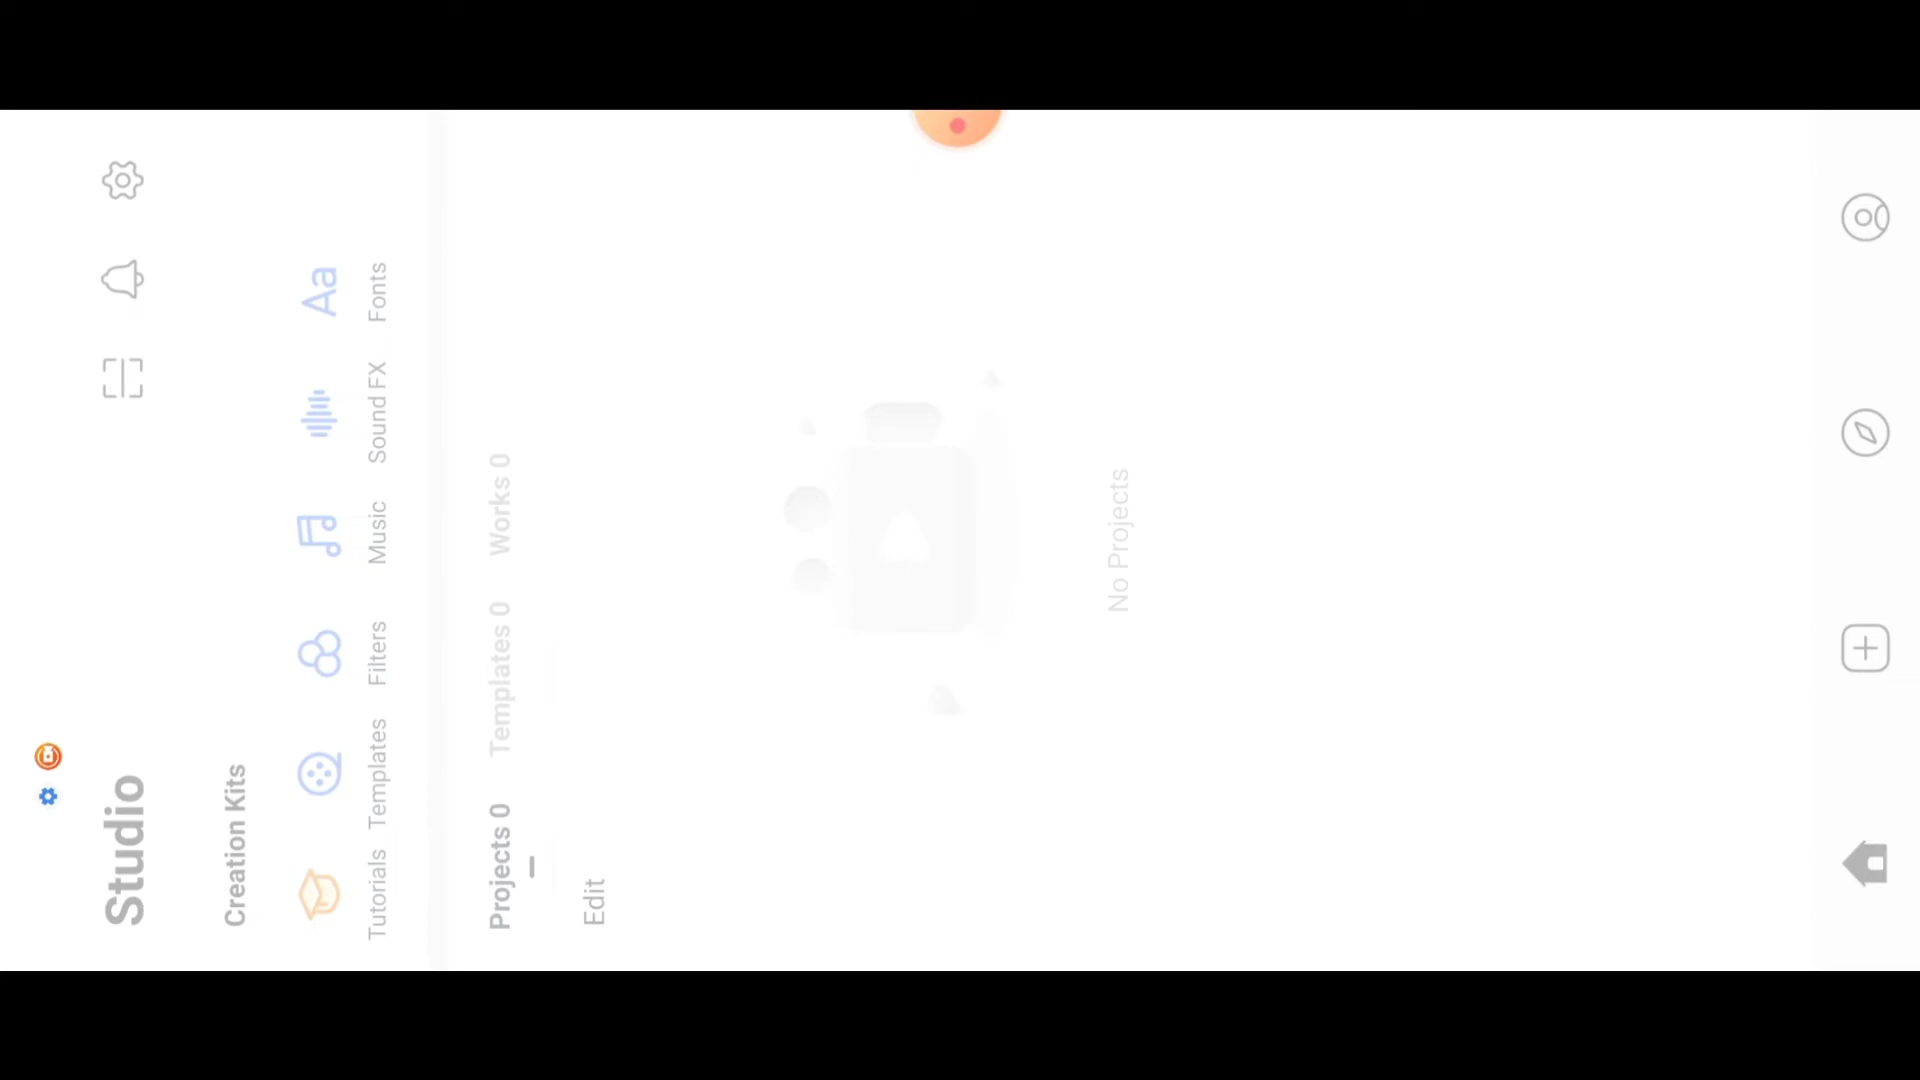 Studio
Creation Kits
Aa
Tutorials Templates Filters Music Sound FX Fonts
Projects 0 Templates 0 Works 0
Edit
No Projects